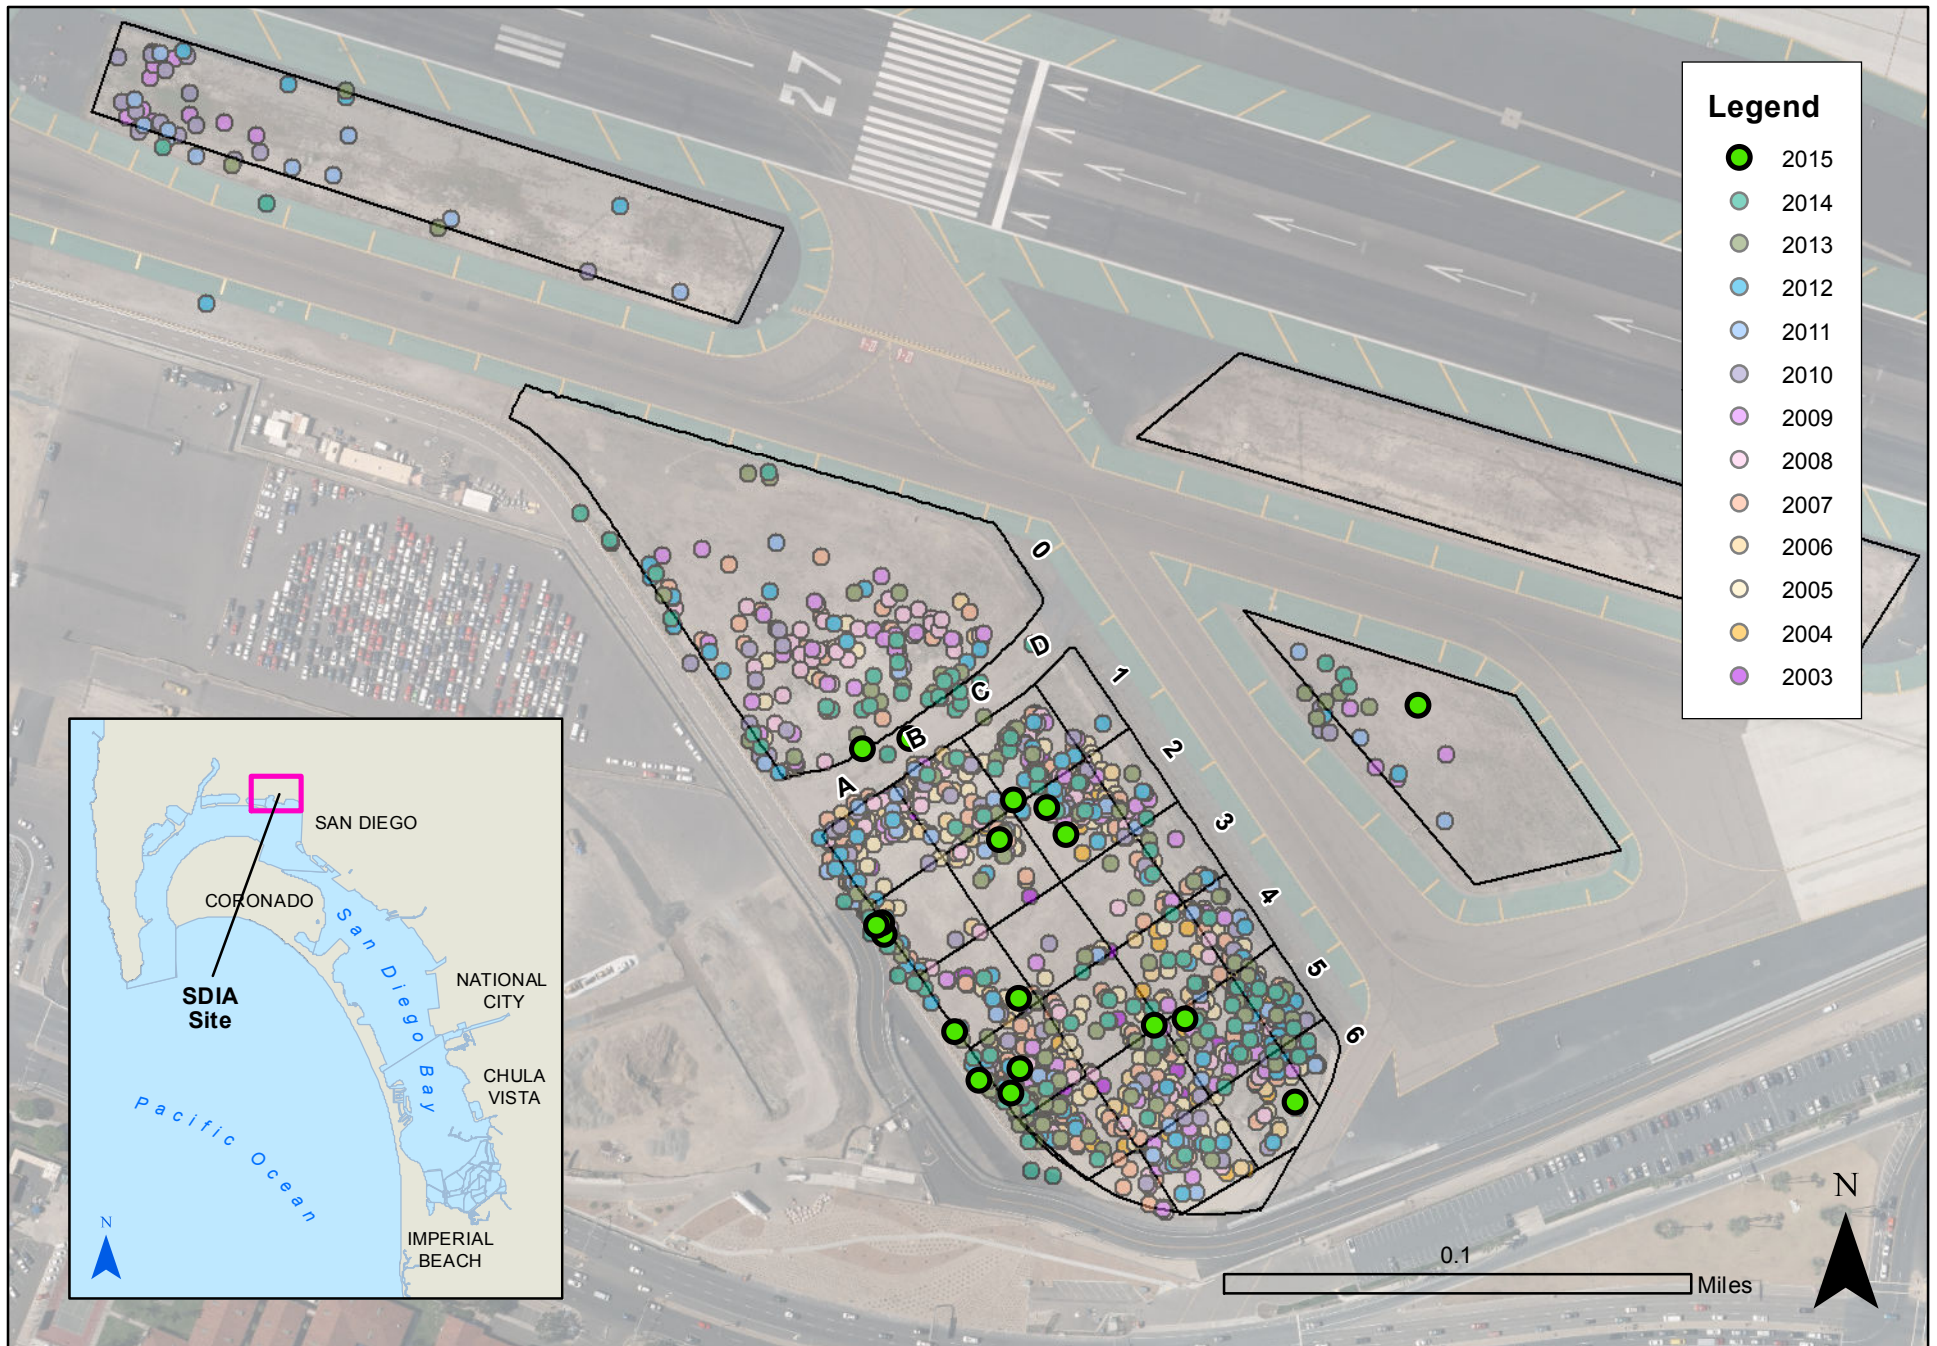 27
Legend
2015
2014
2013
2012
2011
2010
2009
2008
2007
2006
2005
2004
2003
0
D
1
C
2
B
A
3
4
5
6
SAN DIEGO
CORONADO
San Diego Bay
NATIONAL
CITY
SDIA
Site
CHULA
VISTA
Pacific Ocean
IMPERIAL
BEACH
N
N
0.1
Miles